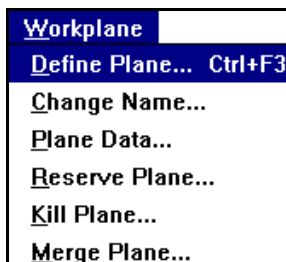 Workplane
Define Plane... Ctrl+F3
Change Name...
Plane Data...
Reserve Plane...
Kill Plane...
Merge Plane...